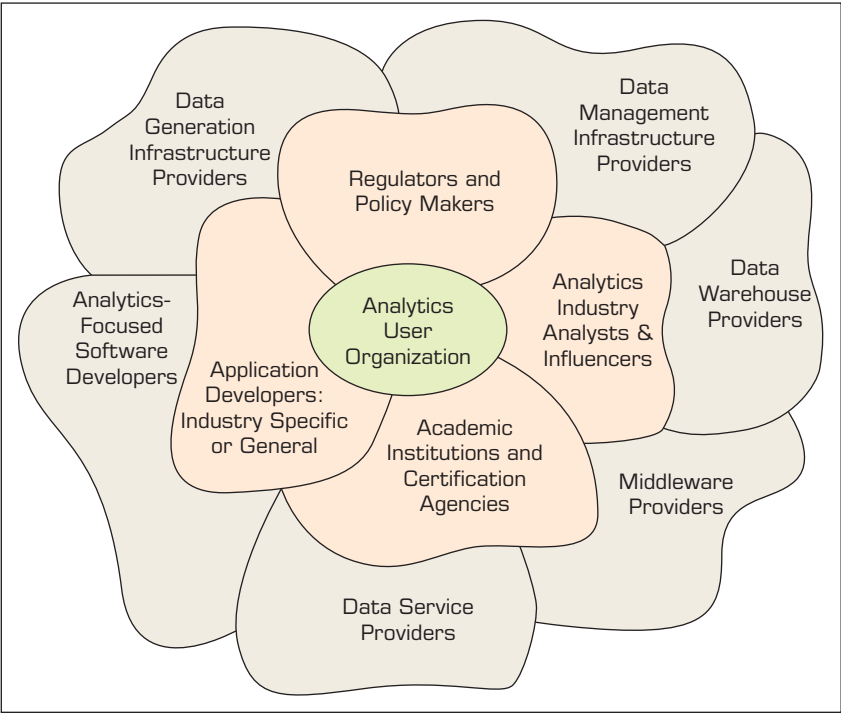 Data
Generation
Infrastructure
Providers
Data
Management
Infrastructure
Providers
Regulators and
Policy Makers
Analytics-
Focused
Software
Developers
Analytics
User
Organization
Analytics
Industry
Analysts &
Influencers
Data
Warehouse
Providers
Application
Developers:
Industry Specific
or General
Academic
Institutions and
Certification
Agencies
Middleware
Providers
Data Service
Providers